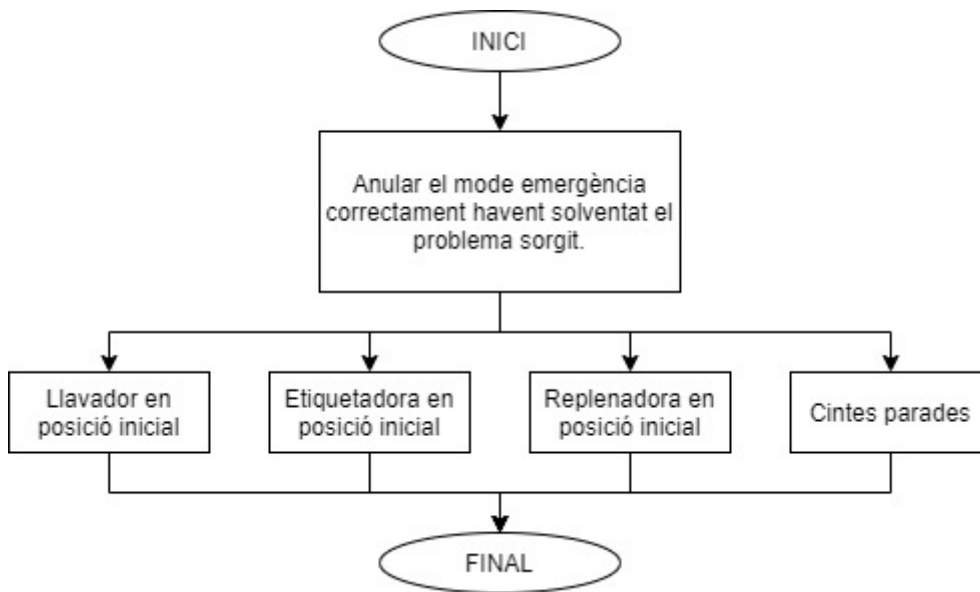 INICI
Anular el mode emergència
correctament havent solventat el
problema sorgit.
Llavador en
posició inicial
Etiquetadora en
posició inicial
Replenadora en
posició inicial
Cintes parades
FINAL